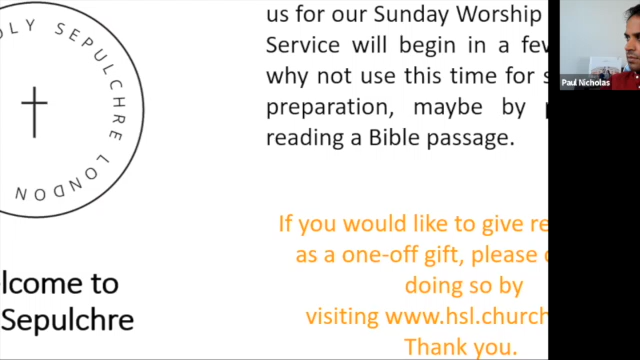 OLY SEPULCHRE LONDON
lcome to
Sepulchre
us for our Sunday Worship
Service will begin in a few
why not use this time for s
preparation, maybe by p
reading a Bible passage.
If you would like to give re
as a one-off gift, please
doing so by
visiting www.hsl.church
Thank you.
Paul Nicholas